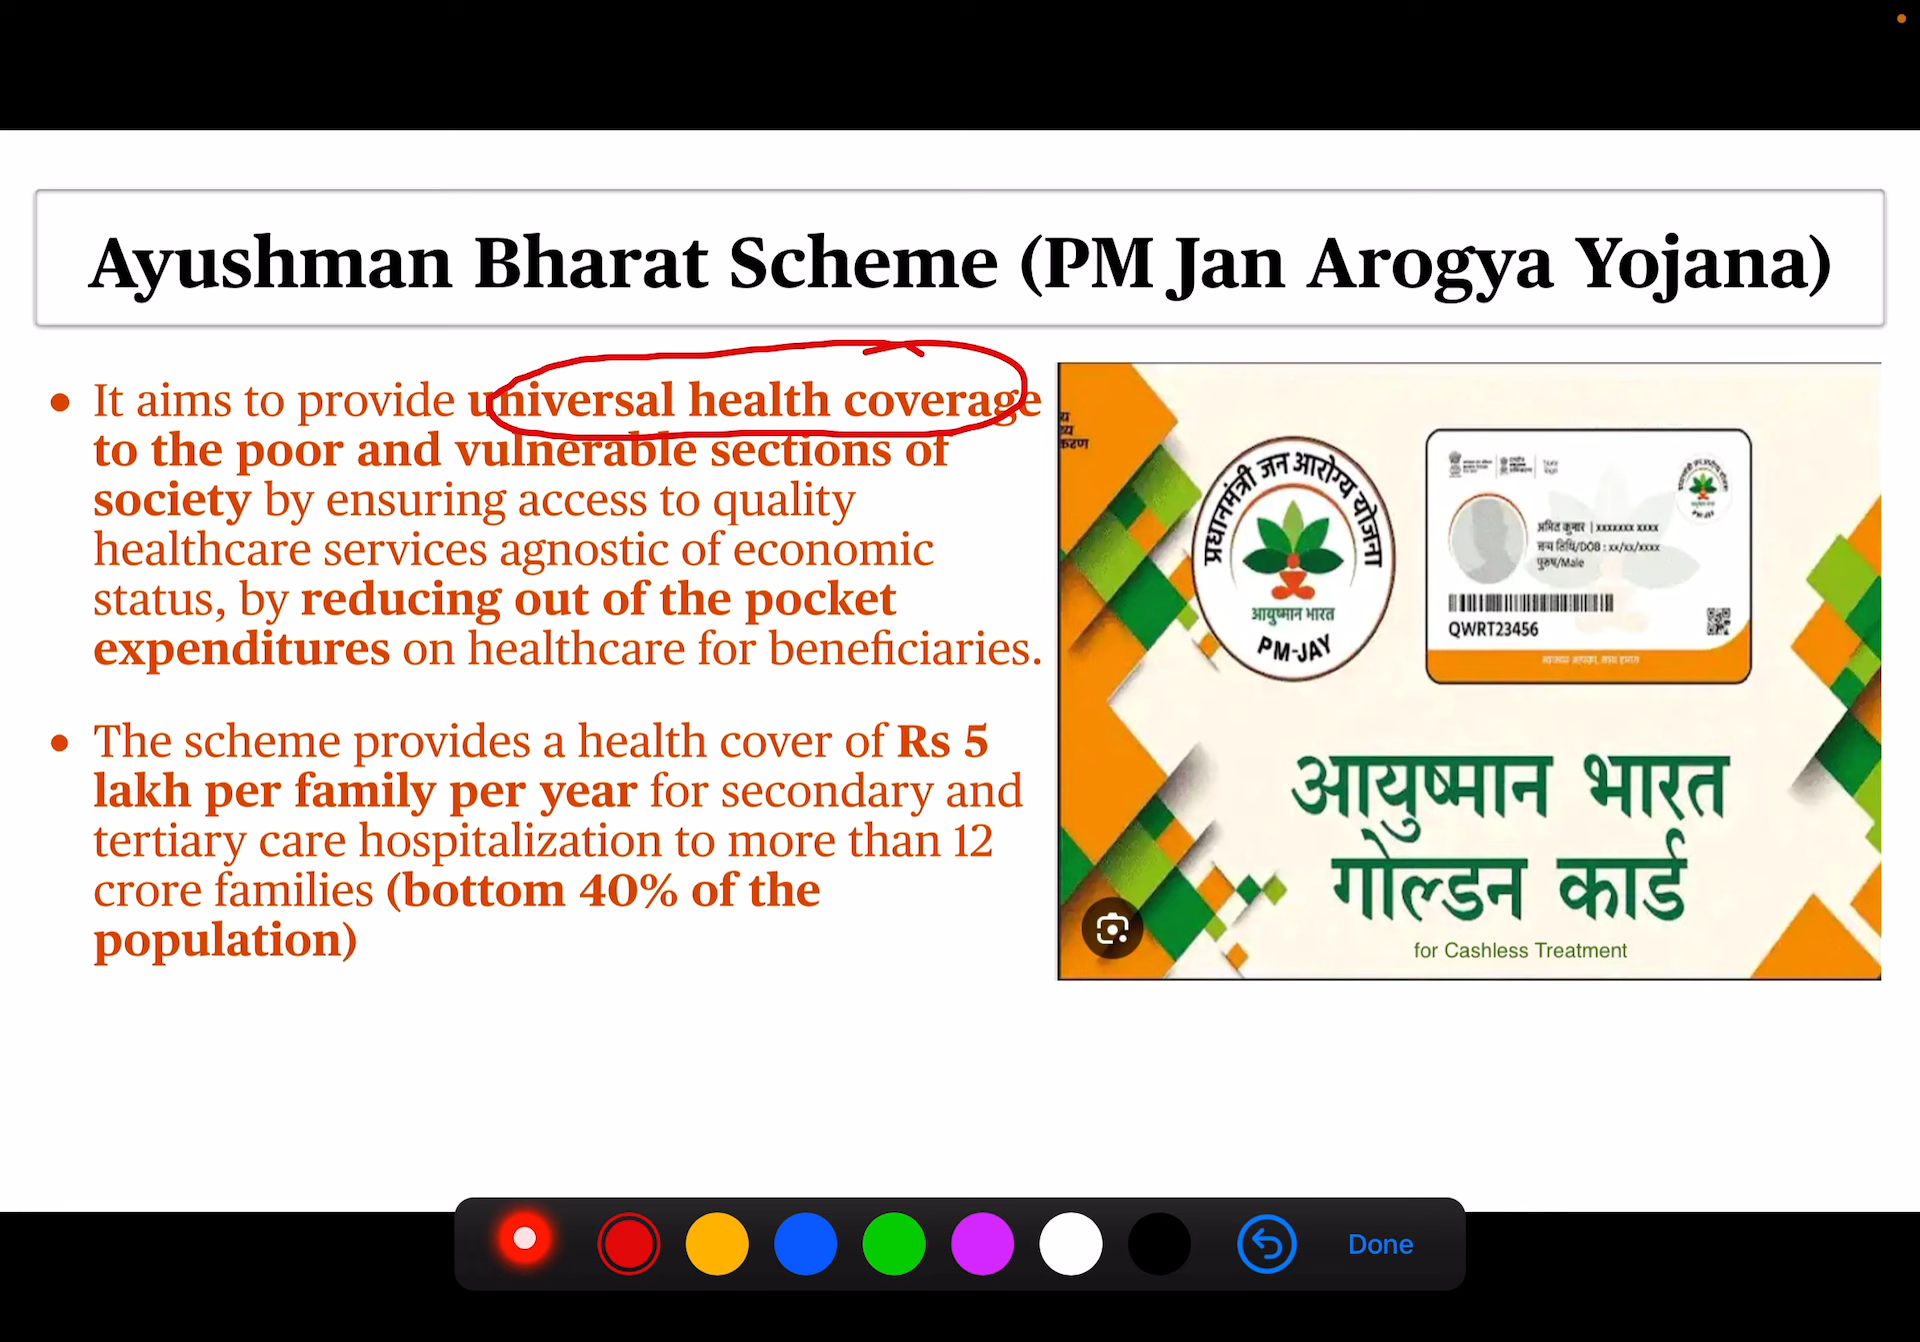 Ayushman Bharat Scheme (PM Jan Arogya Yojana)
• It aims to provide universal health coverage
to the poor and vulnerable sections of
society by ensuring access to quality
healthcare services agnostic of economic
status, by reducing out of the pocket
expenditures on healthcare for beneficiaries.
• The scheme provides a health cover of Rs 5
lakh per family per year for secondary and
tertiary care hospitalization to more than 12
crore families (bottom 40% of the
population)
करण
प्रधानमंत्री जन आरोग्य योजना
आयुष्मान भारत
PM-JAY
अमित कुमार | xxxxxxx xxxx
जन्म तिथि/DOB : xx/xx/xxxx
पुरुष/Male
QWRT23456
PM-JAY
आयुष्मान भारत
गोल्डन कार्ड
for Cashless Treatment
Done